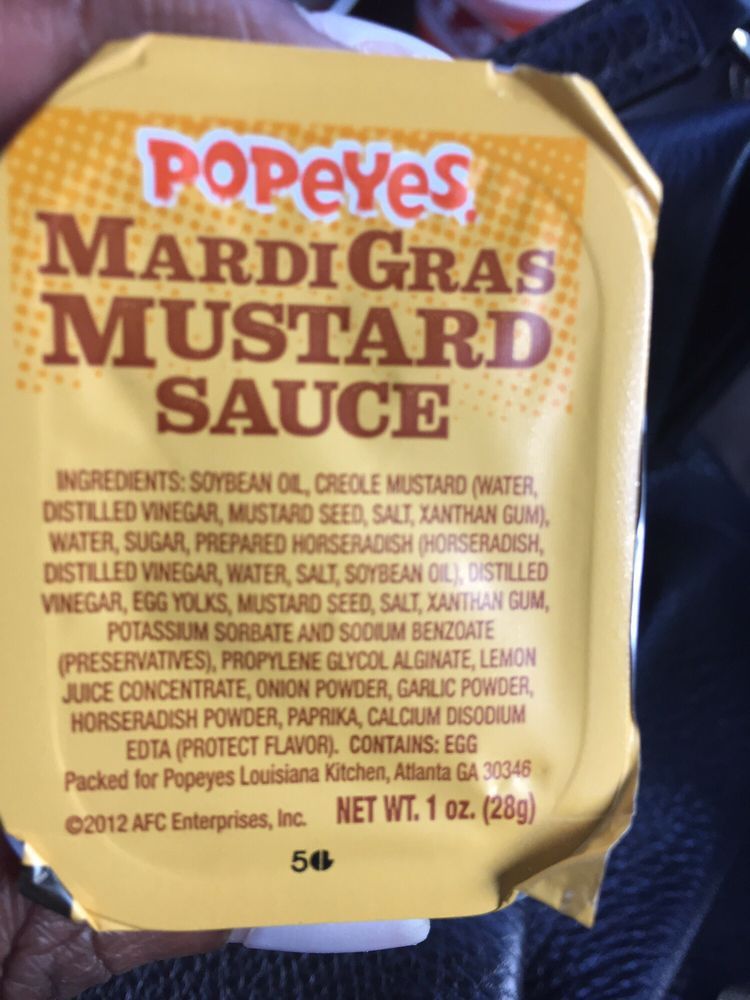 POPEYES
MARDI GRAS
MUSTARD
SAUCE
INGREDIENTS: SOYBEAN OIL, CREOLE MUSTARD (WATER,
DISTILLED VINEGAR, MUSTARD SEED, SALT, XANTHAN GUM),
WATER, SUGAR, PREPARED HORSERADISH (HORSERADISH,
DISTILLED VINEGAR, WATER, SALT, SOYBEAN OIL), DISTILLED
VINEGAR, EGG YOLKS, MUSTARD SEED, SALT, XANTHAN GUM,
POTASSIUM SORBATE AND SODIUM BENZOATE
(PRESERVATIVES), PROPYLENE GLYCOL ALGINATE, LEMON
JUICE CONCENTRATE, ONION POWDER, GARLIC POWDER,
HORSERADISH POWDER, PAPRIKA, CALCIUM DISODIUM
EDTA (PROTECT FLAVOR). CONTAINS: EGG
Packed for Popeyes Louisiana Kitchen, Atlanta GA 30346
©2012 AFC Enterprises, Inc. NET WT. 1 oz. (28g)